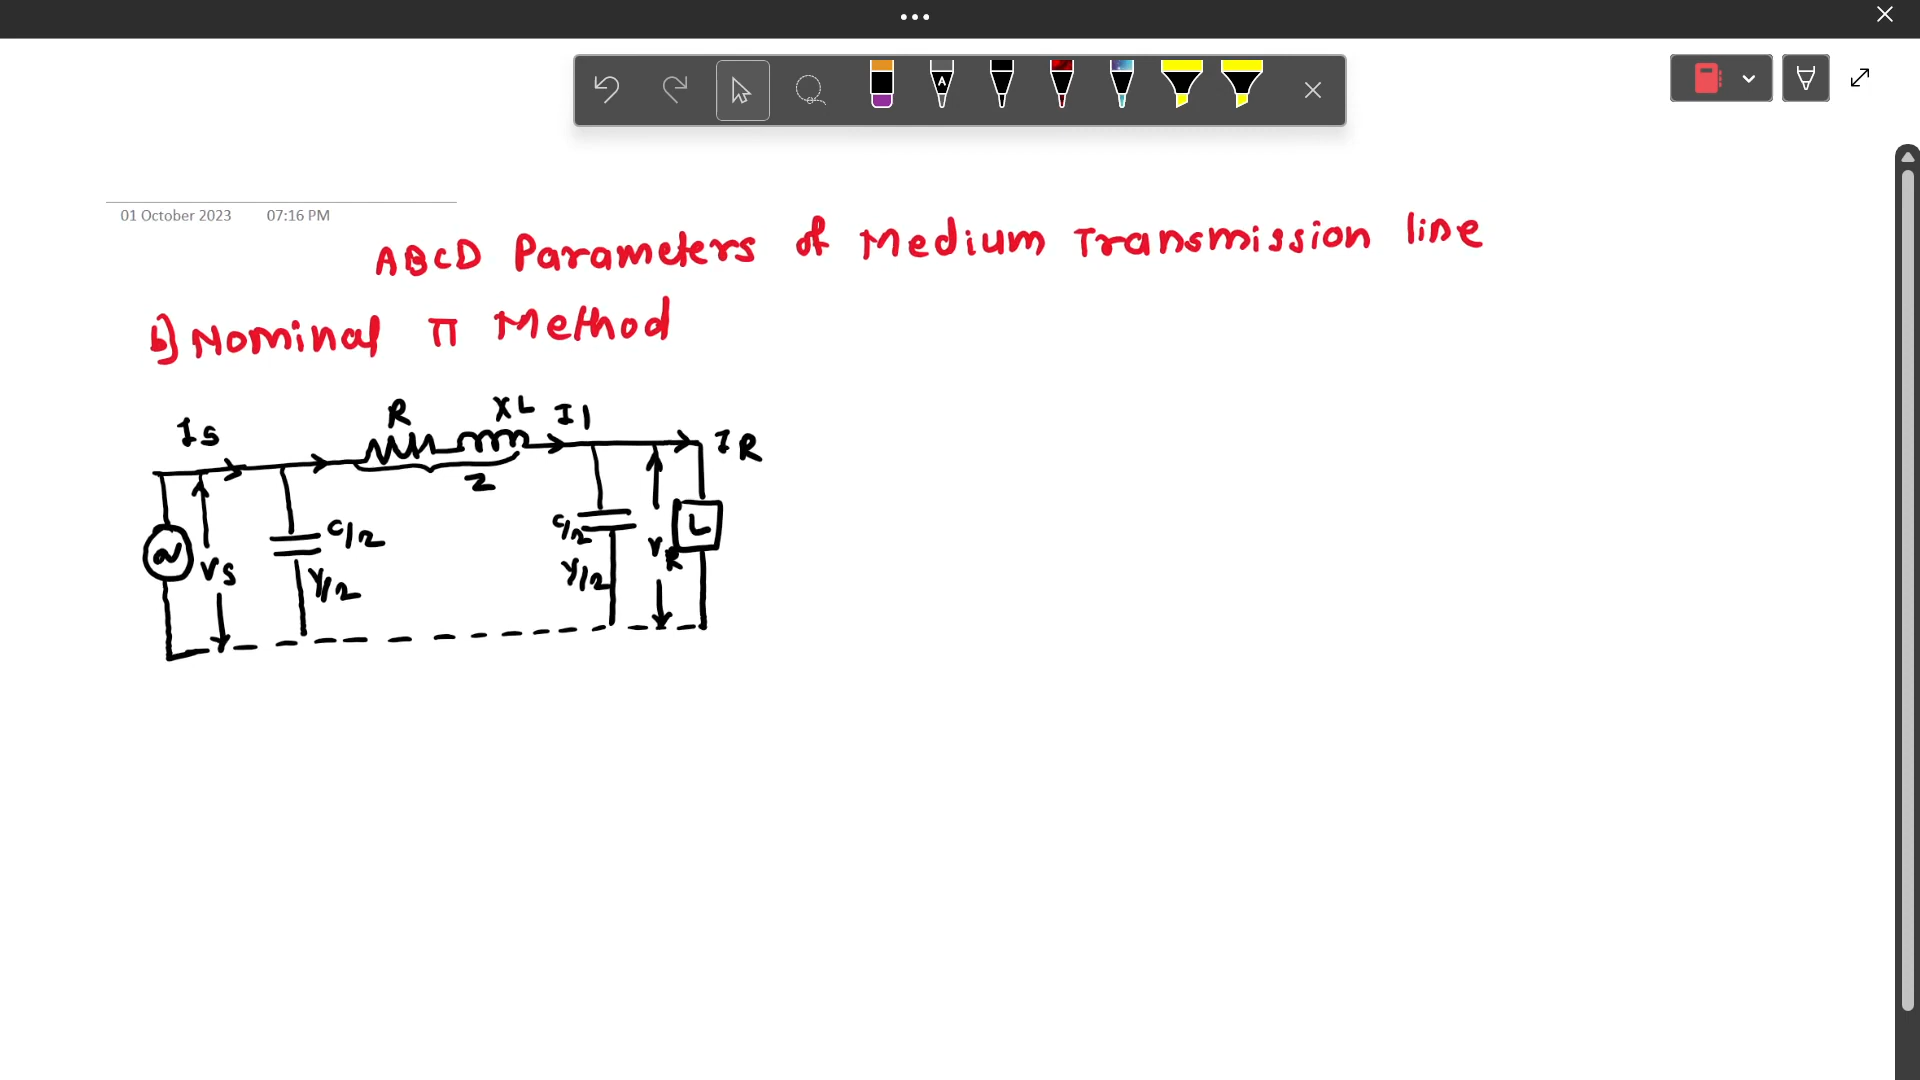 01 October 2023 07:16 PM
ABCD Parameters of Medium Transmission line
b) Nominal π Method
IS
R
XL
I1
IR
Z
C/2
Y/2
VS
C/2
Y/2
VR
L